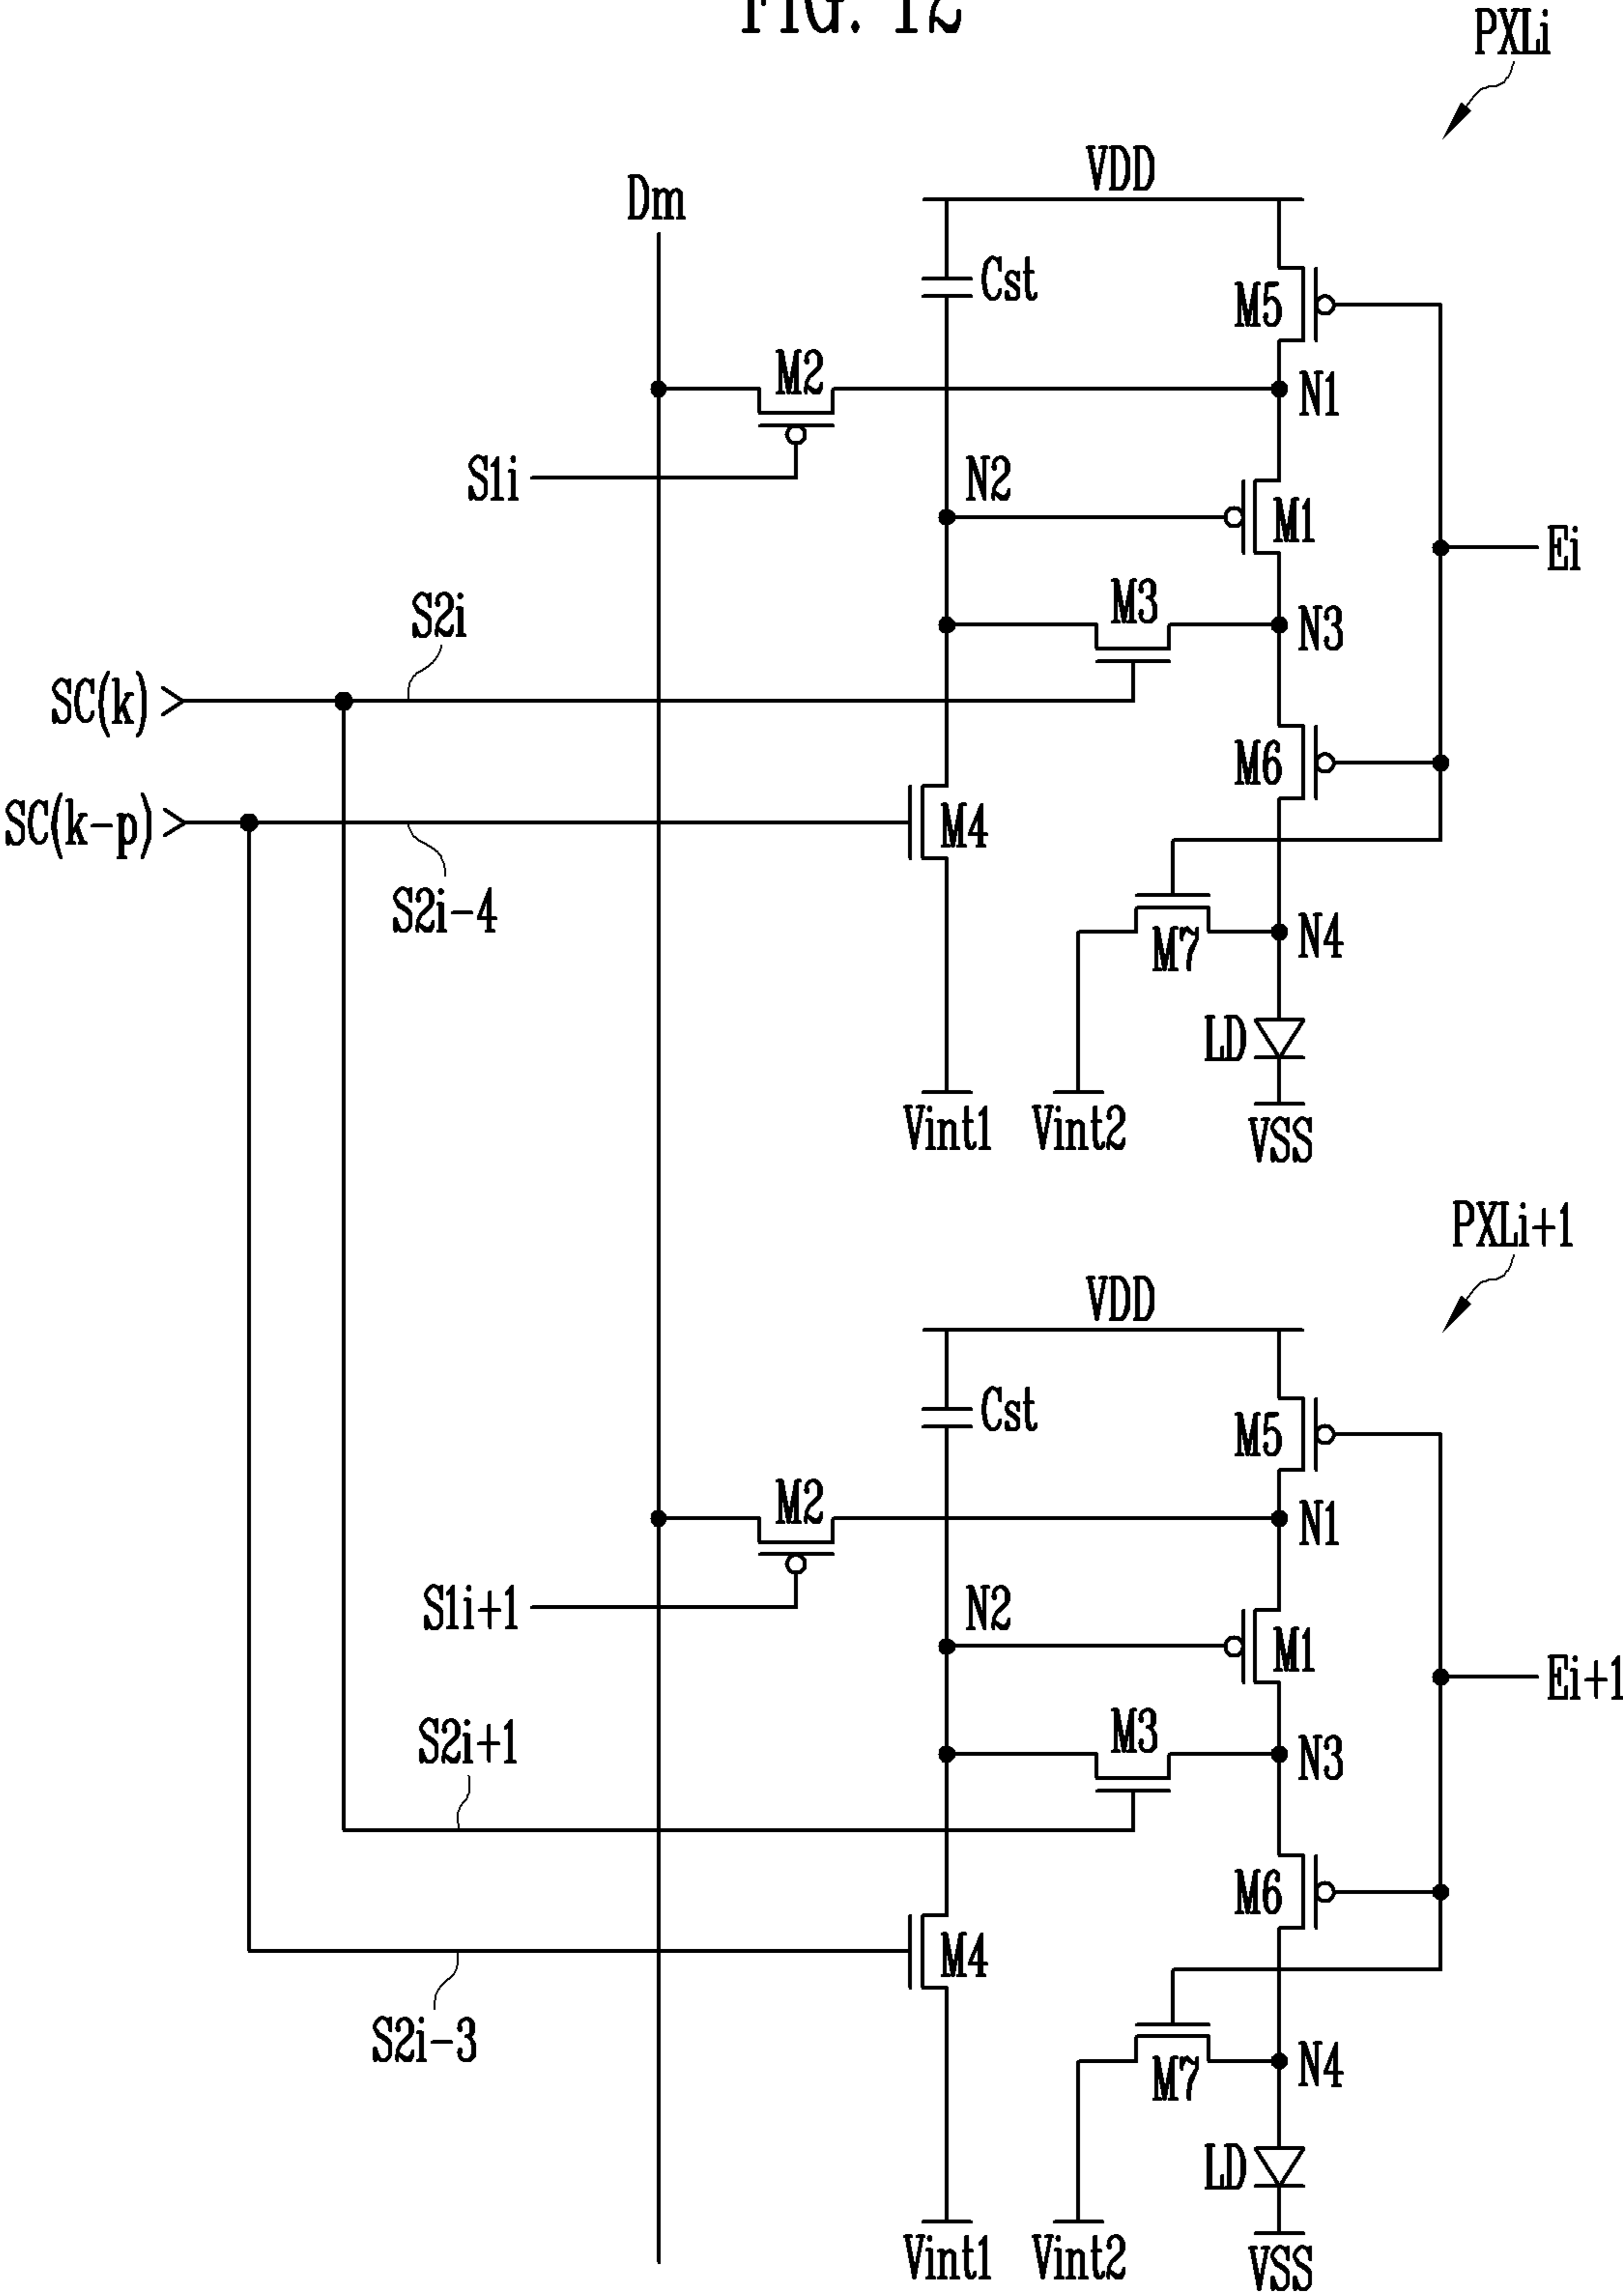 FIG. 12
PXLi
VDD
Dm
Cst
M5
M2
N1
S1i
N2
M1
Ei
M3
S2i
N3
SC(k)
M6
SC(k-p)
M4
S2i-4
M7
N4
LD
Vint1
Vint2
VSS
PXLi+1
VDD
Cst
M5
M2
N1
S1i+1
N2
M1
Ei+1
M3
S2i+1
N3
M6
M4
S2i-3
M7
N4
LD
Vint1
Vint2
VSS